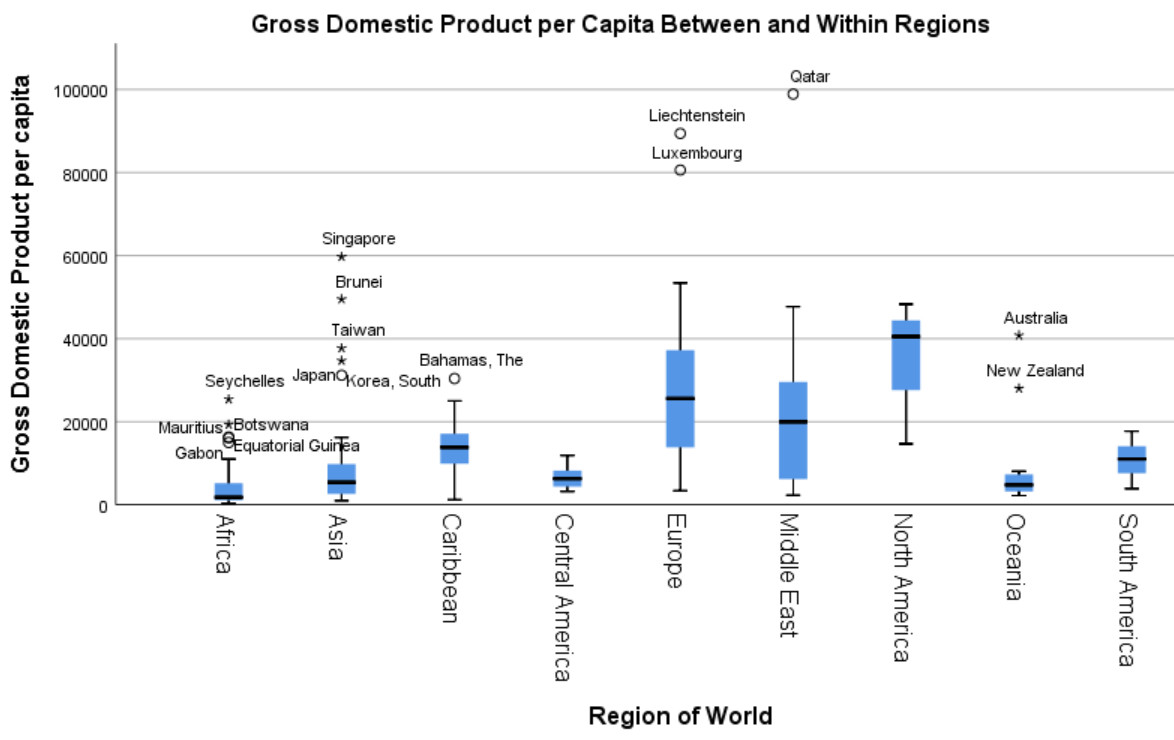 Gross Domestic Product per Capita Between and Within Regions
Gross Domestic Product per capita
100000
80000
60000
40000
20000
0
Qatar
Liechtenstein
Luxembourg
Singapore
Brunei
Taiwan
Japan
Korea, South
Bahamas, The
Australia
New Zealand
Seychelles
Mauritius
Botswana
Equatorial Guinea
Gabon
Africa
Asia
Caribbean
Central America
Europe
Middle East
North America
Oceania
South America
Region of World